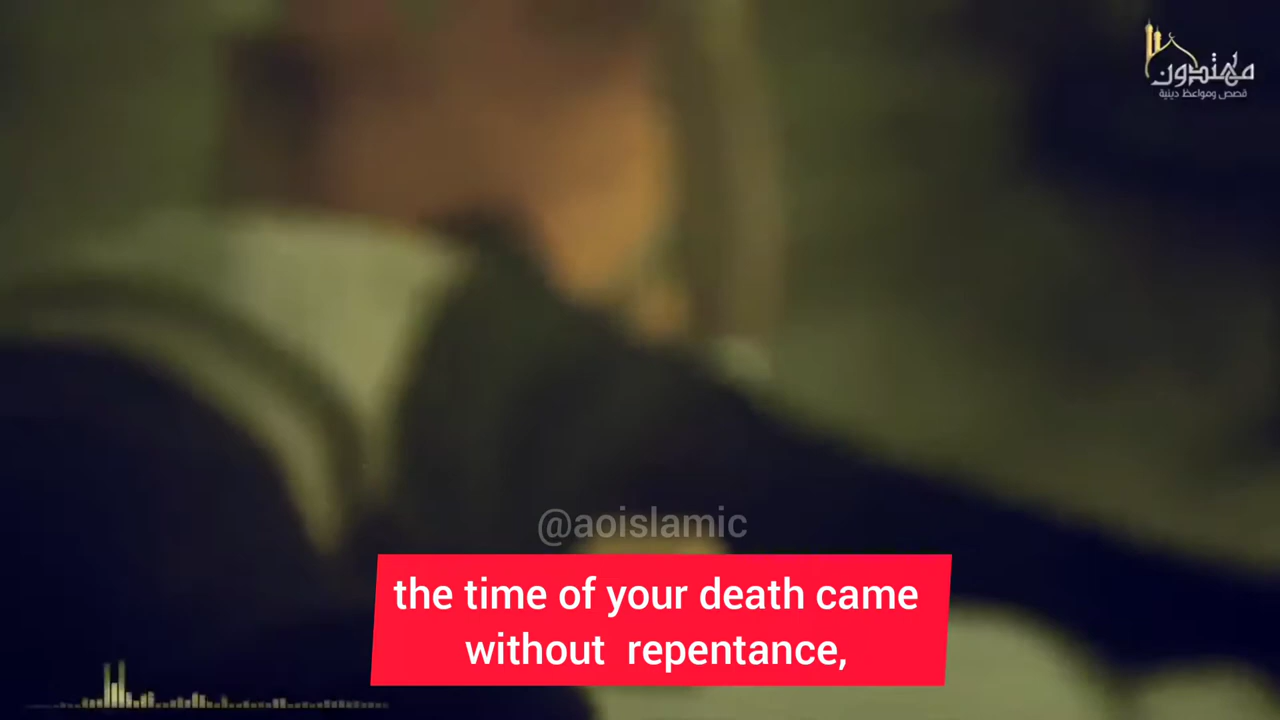 مهتدون
قصص ومواعظ دينية
@aoislamic
the time of your death came
without repentance,